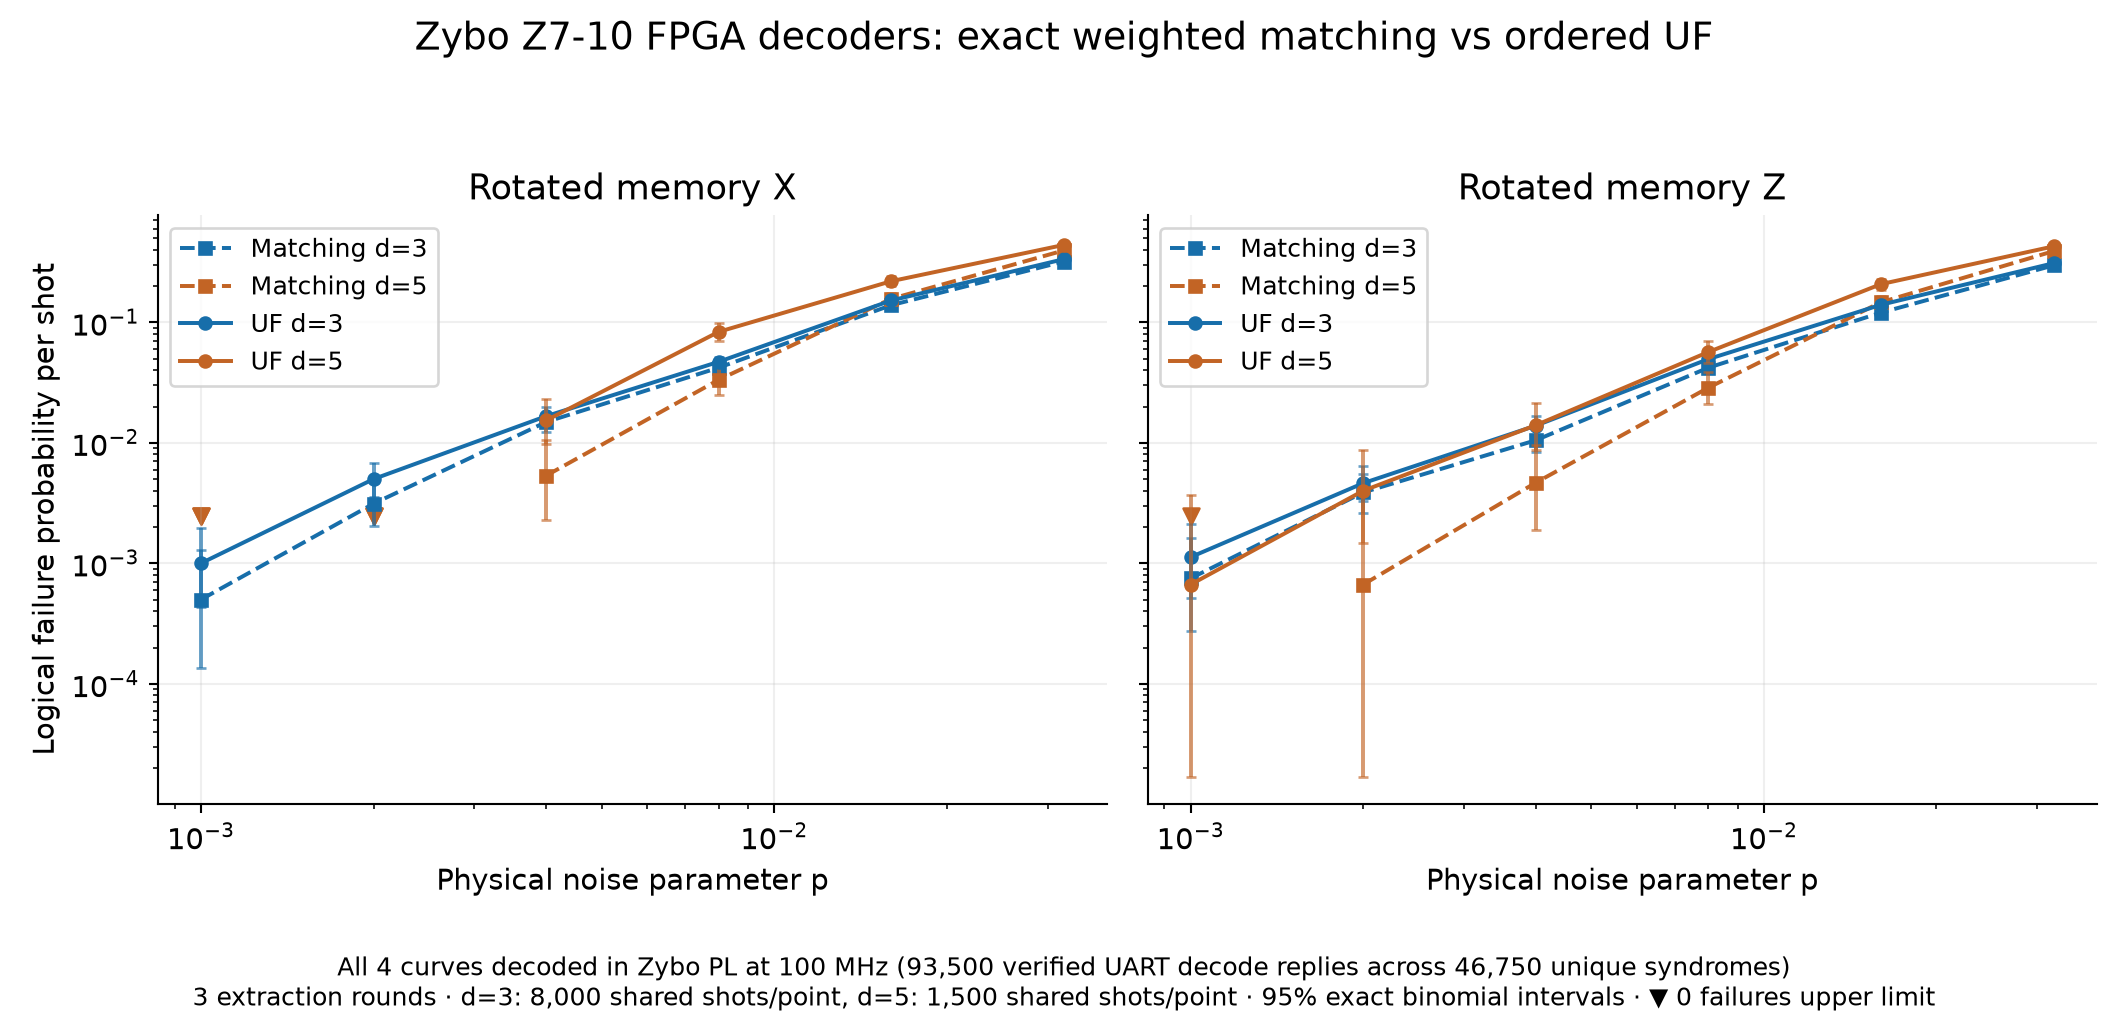 Zybo Z7-10 FPGA decoders: exact weighted matching vs ordered UF
Rotated memory X
Matching d=3
Matching d=5
UF d=3
UF d=5
Logical failure probability per shot
10⁻¹
10⁻²
10⁻³
10⁻⁴
10⁻³
10⁻²
Physical noise parameter p
Rotated memory Z
Matching d=3
Matching d=5
UF d=3
UF d=5
10⁻³
10⁻²
Physical noise parameter p
All 4 curves decoded in Zybo PL at 100 MHz (93,500 verified UART decode replies across 46,750 unique syndromes)
3 extraction rounds · d=3: 8,000 shared shots/point, d=5: 1,500 shared shots/point · 95% exact binomial intervals · ▼ 0 failures upper limit